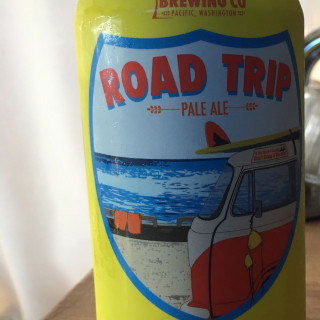 BREWING CO
PACIFIC, WASHINGTON
ROAD TRIP
PALE ALE